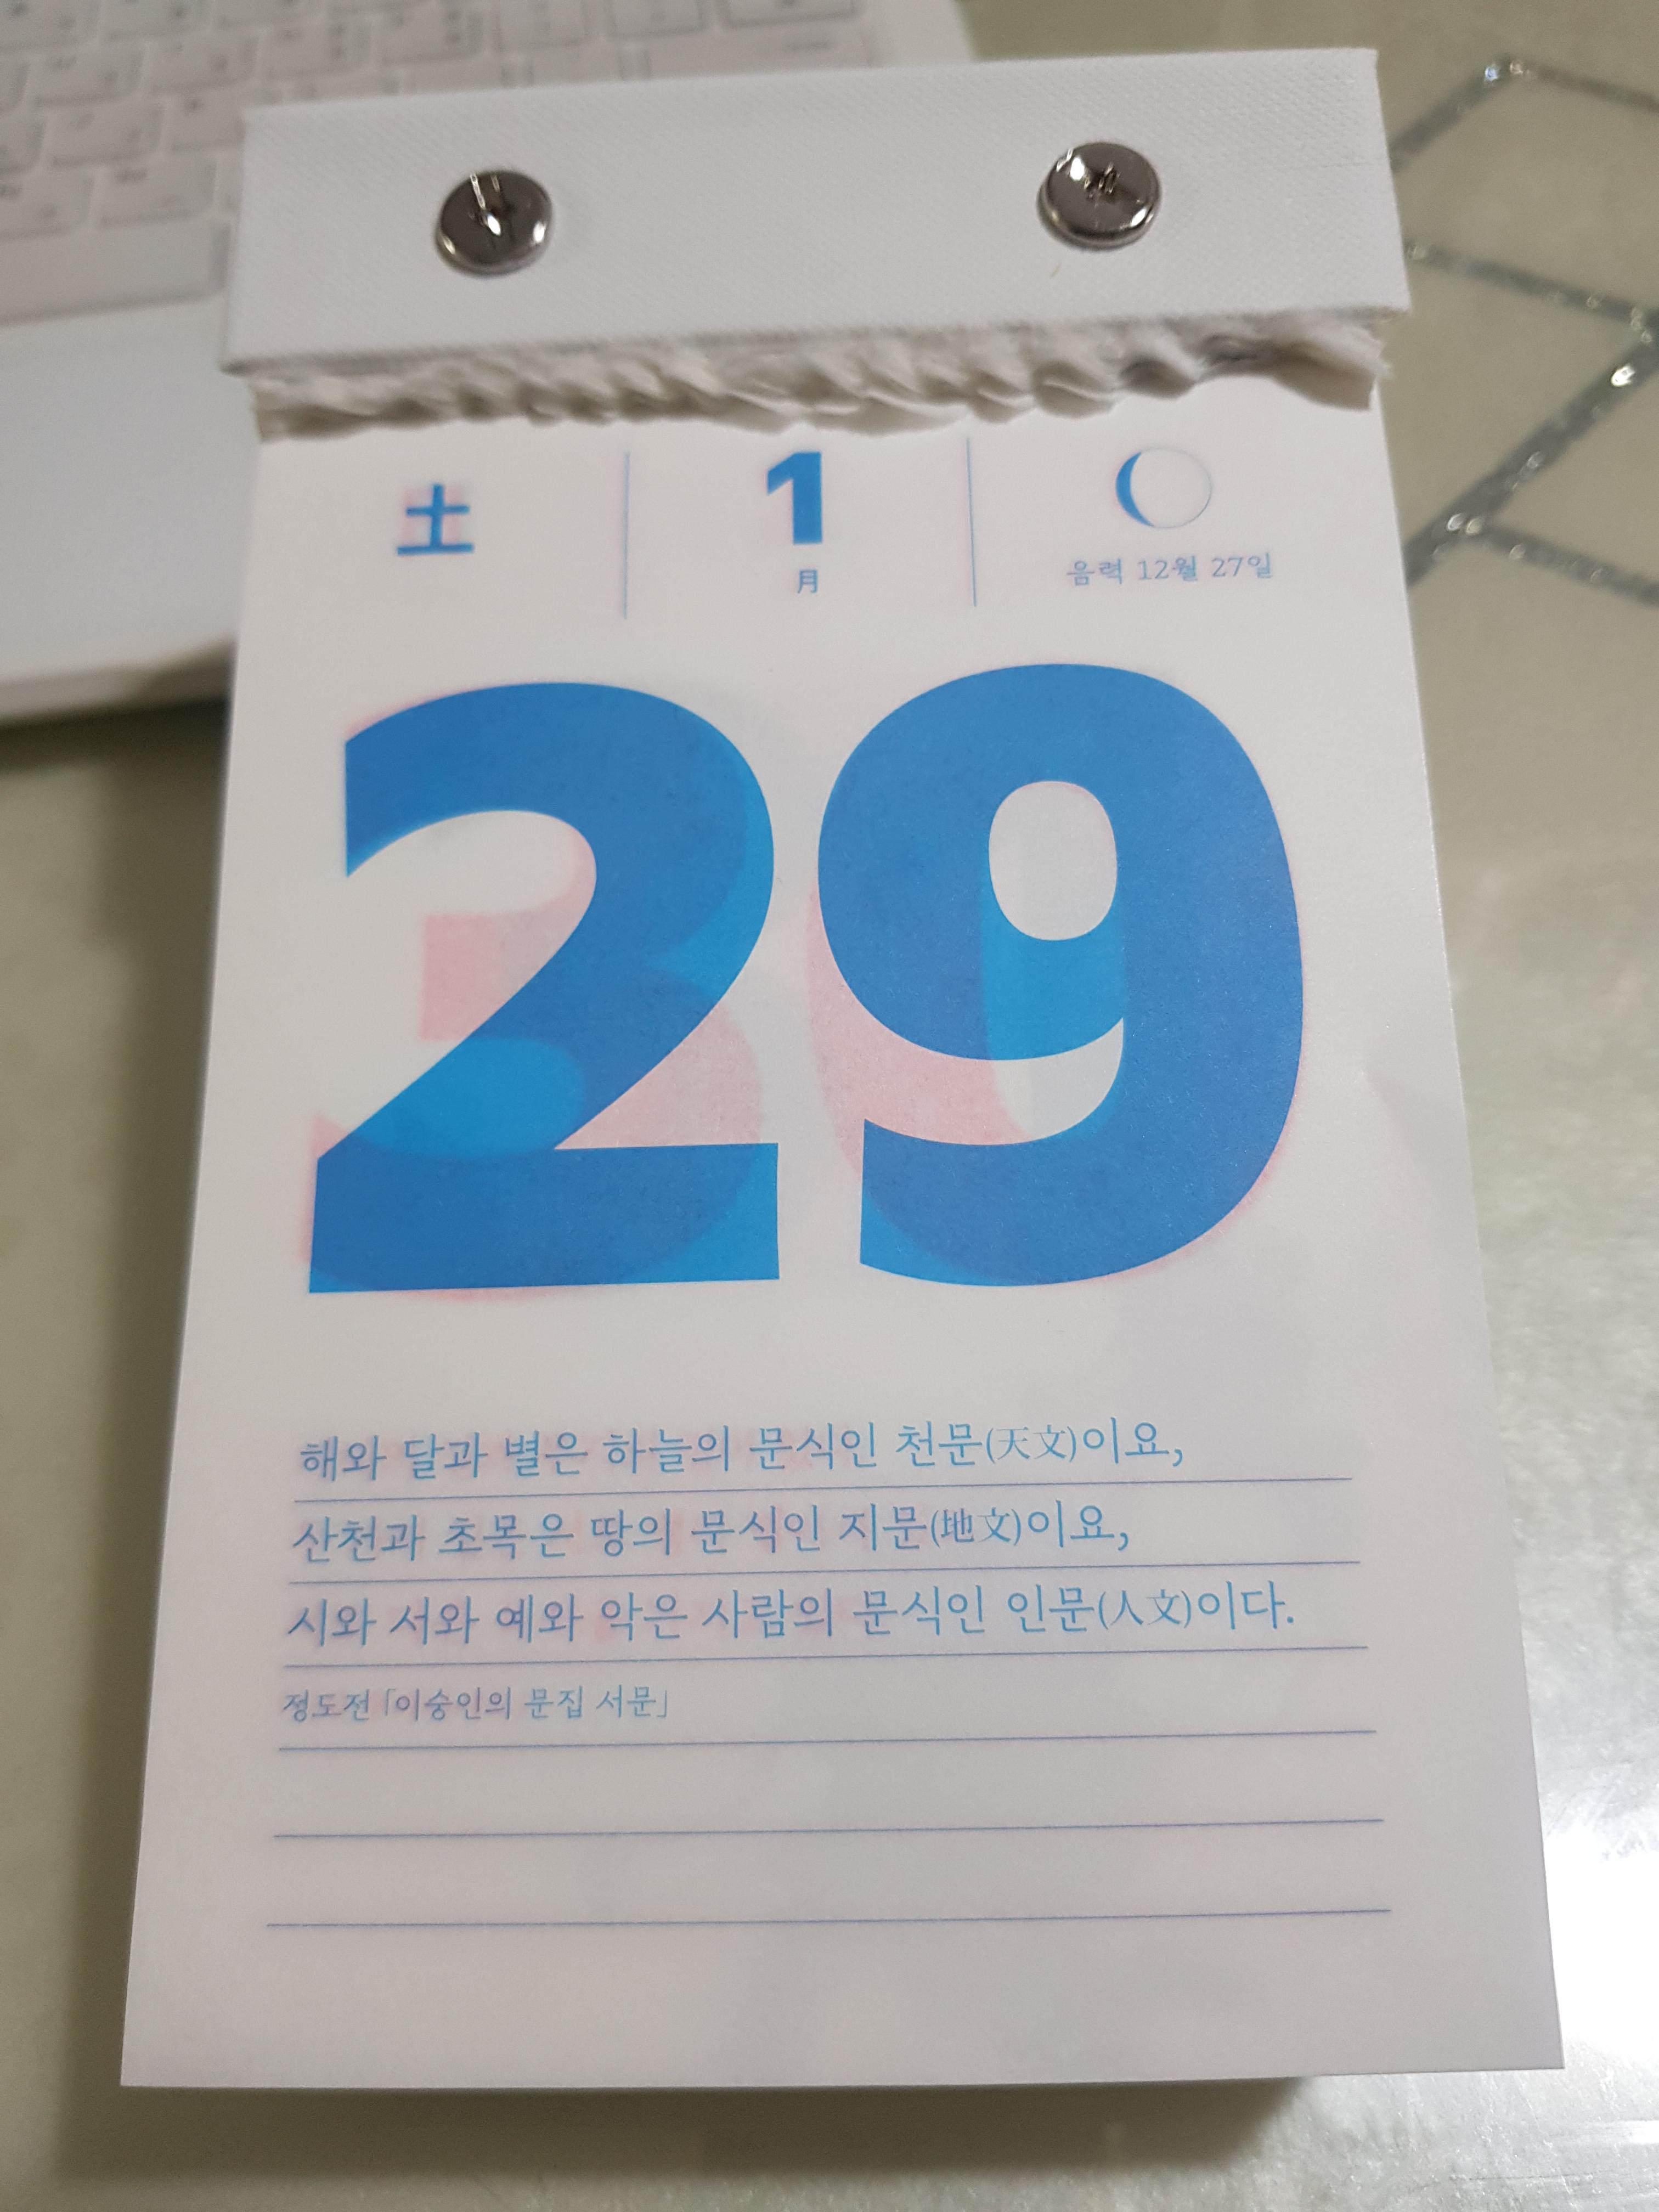 土
1
月
음력 12월 27일
29
해와 달과 별은 하늘의 문식인 천문(天文)이요,
산천과 초목은 땅의 문식인 지문(地文)이요,
시와 서와 예와 악은 사람의 문식인 인문(人文)이다.
정도전 「이숭인의 문집 서문」
30